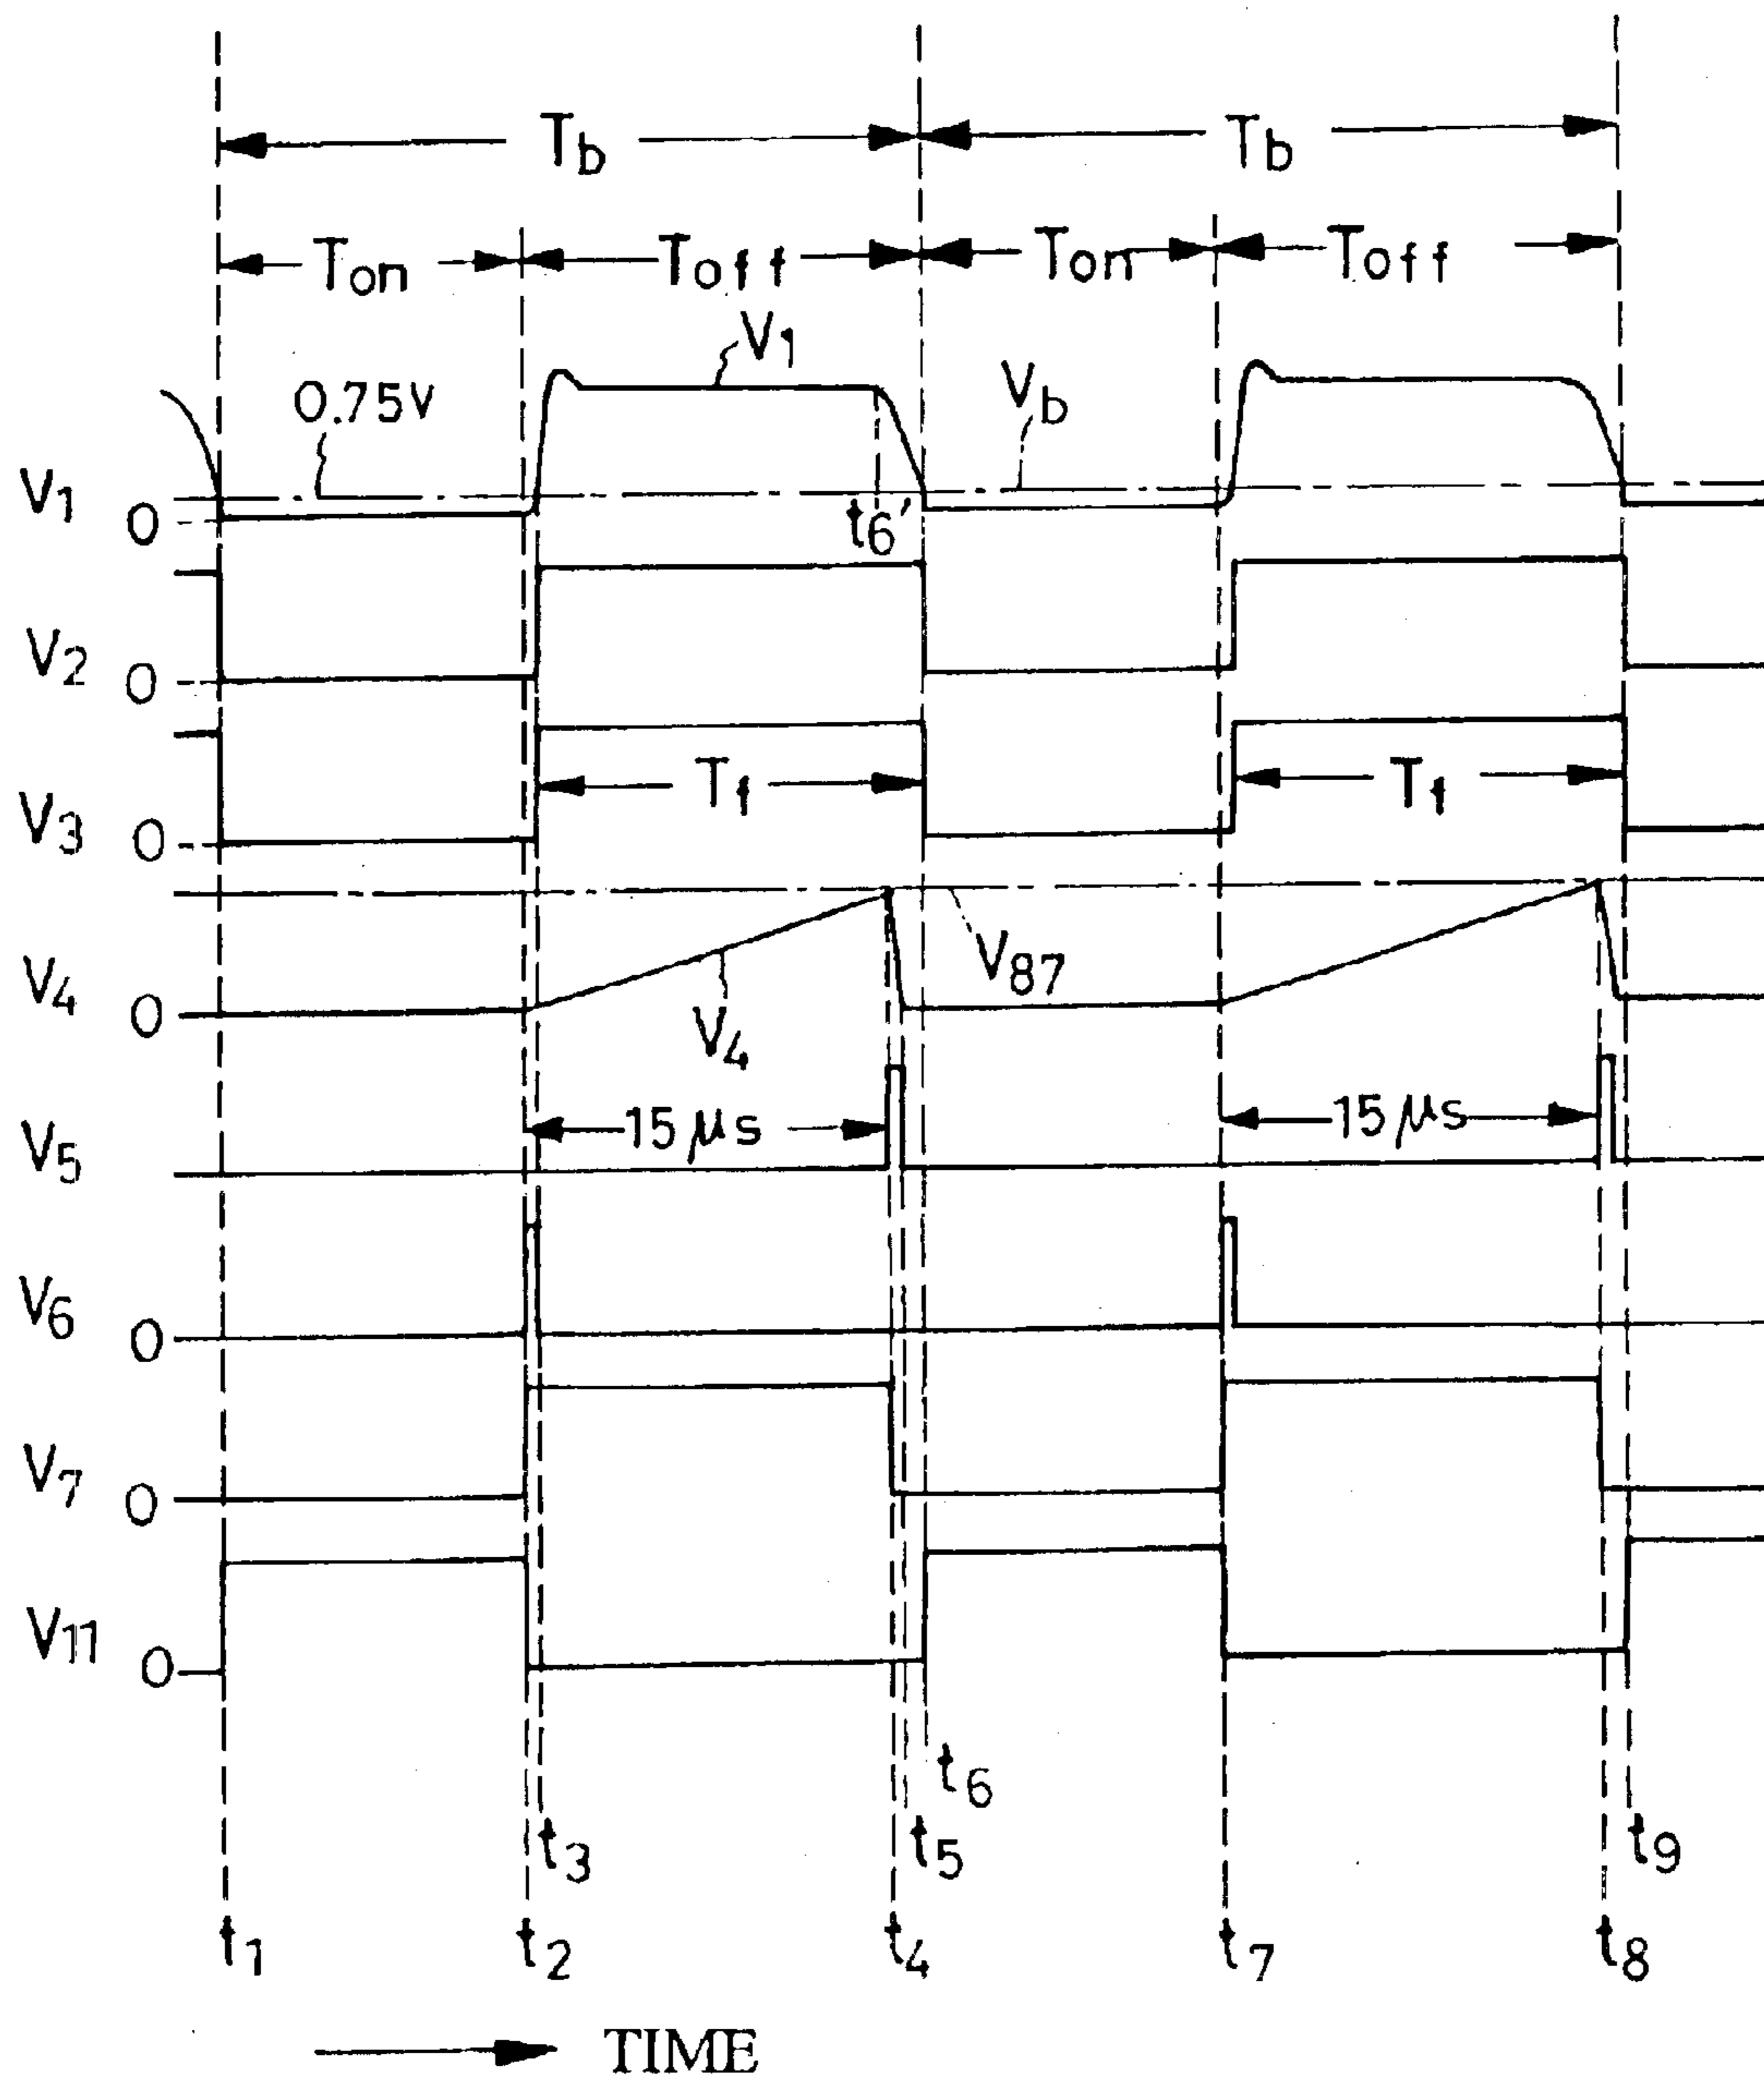 Tb Tb
Ton Toff Ton Toff
V1
0.75V Vb
V1
0 t6'
V2
0
Tf Tf
V3
0
V87
V4
0 V4
15 μs 15 μs
V5
V6
0
V7
0
V11
0
t6
t3 t5 t9
t1 t2 t4 t7 t8
TIME